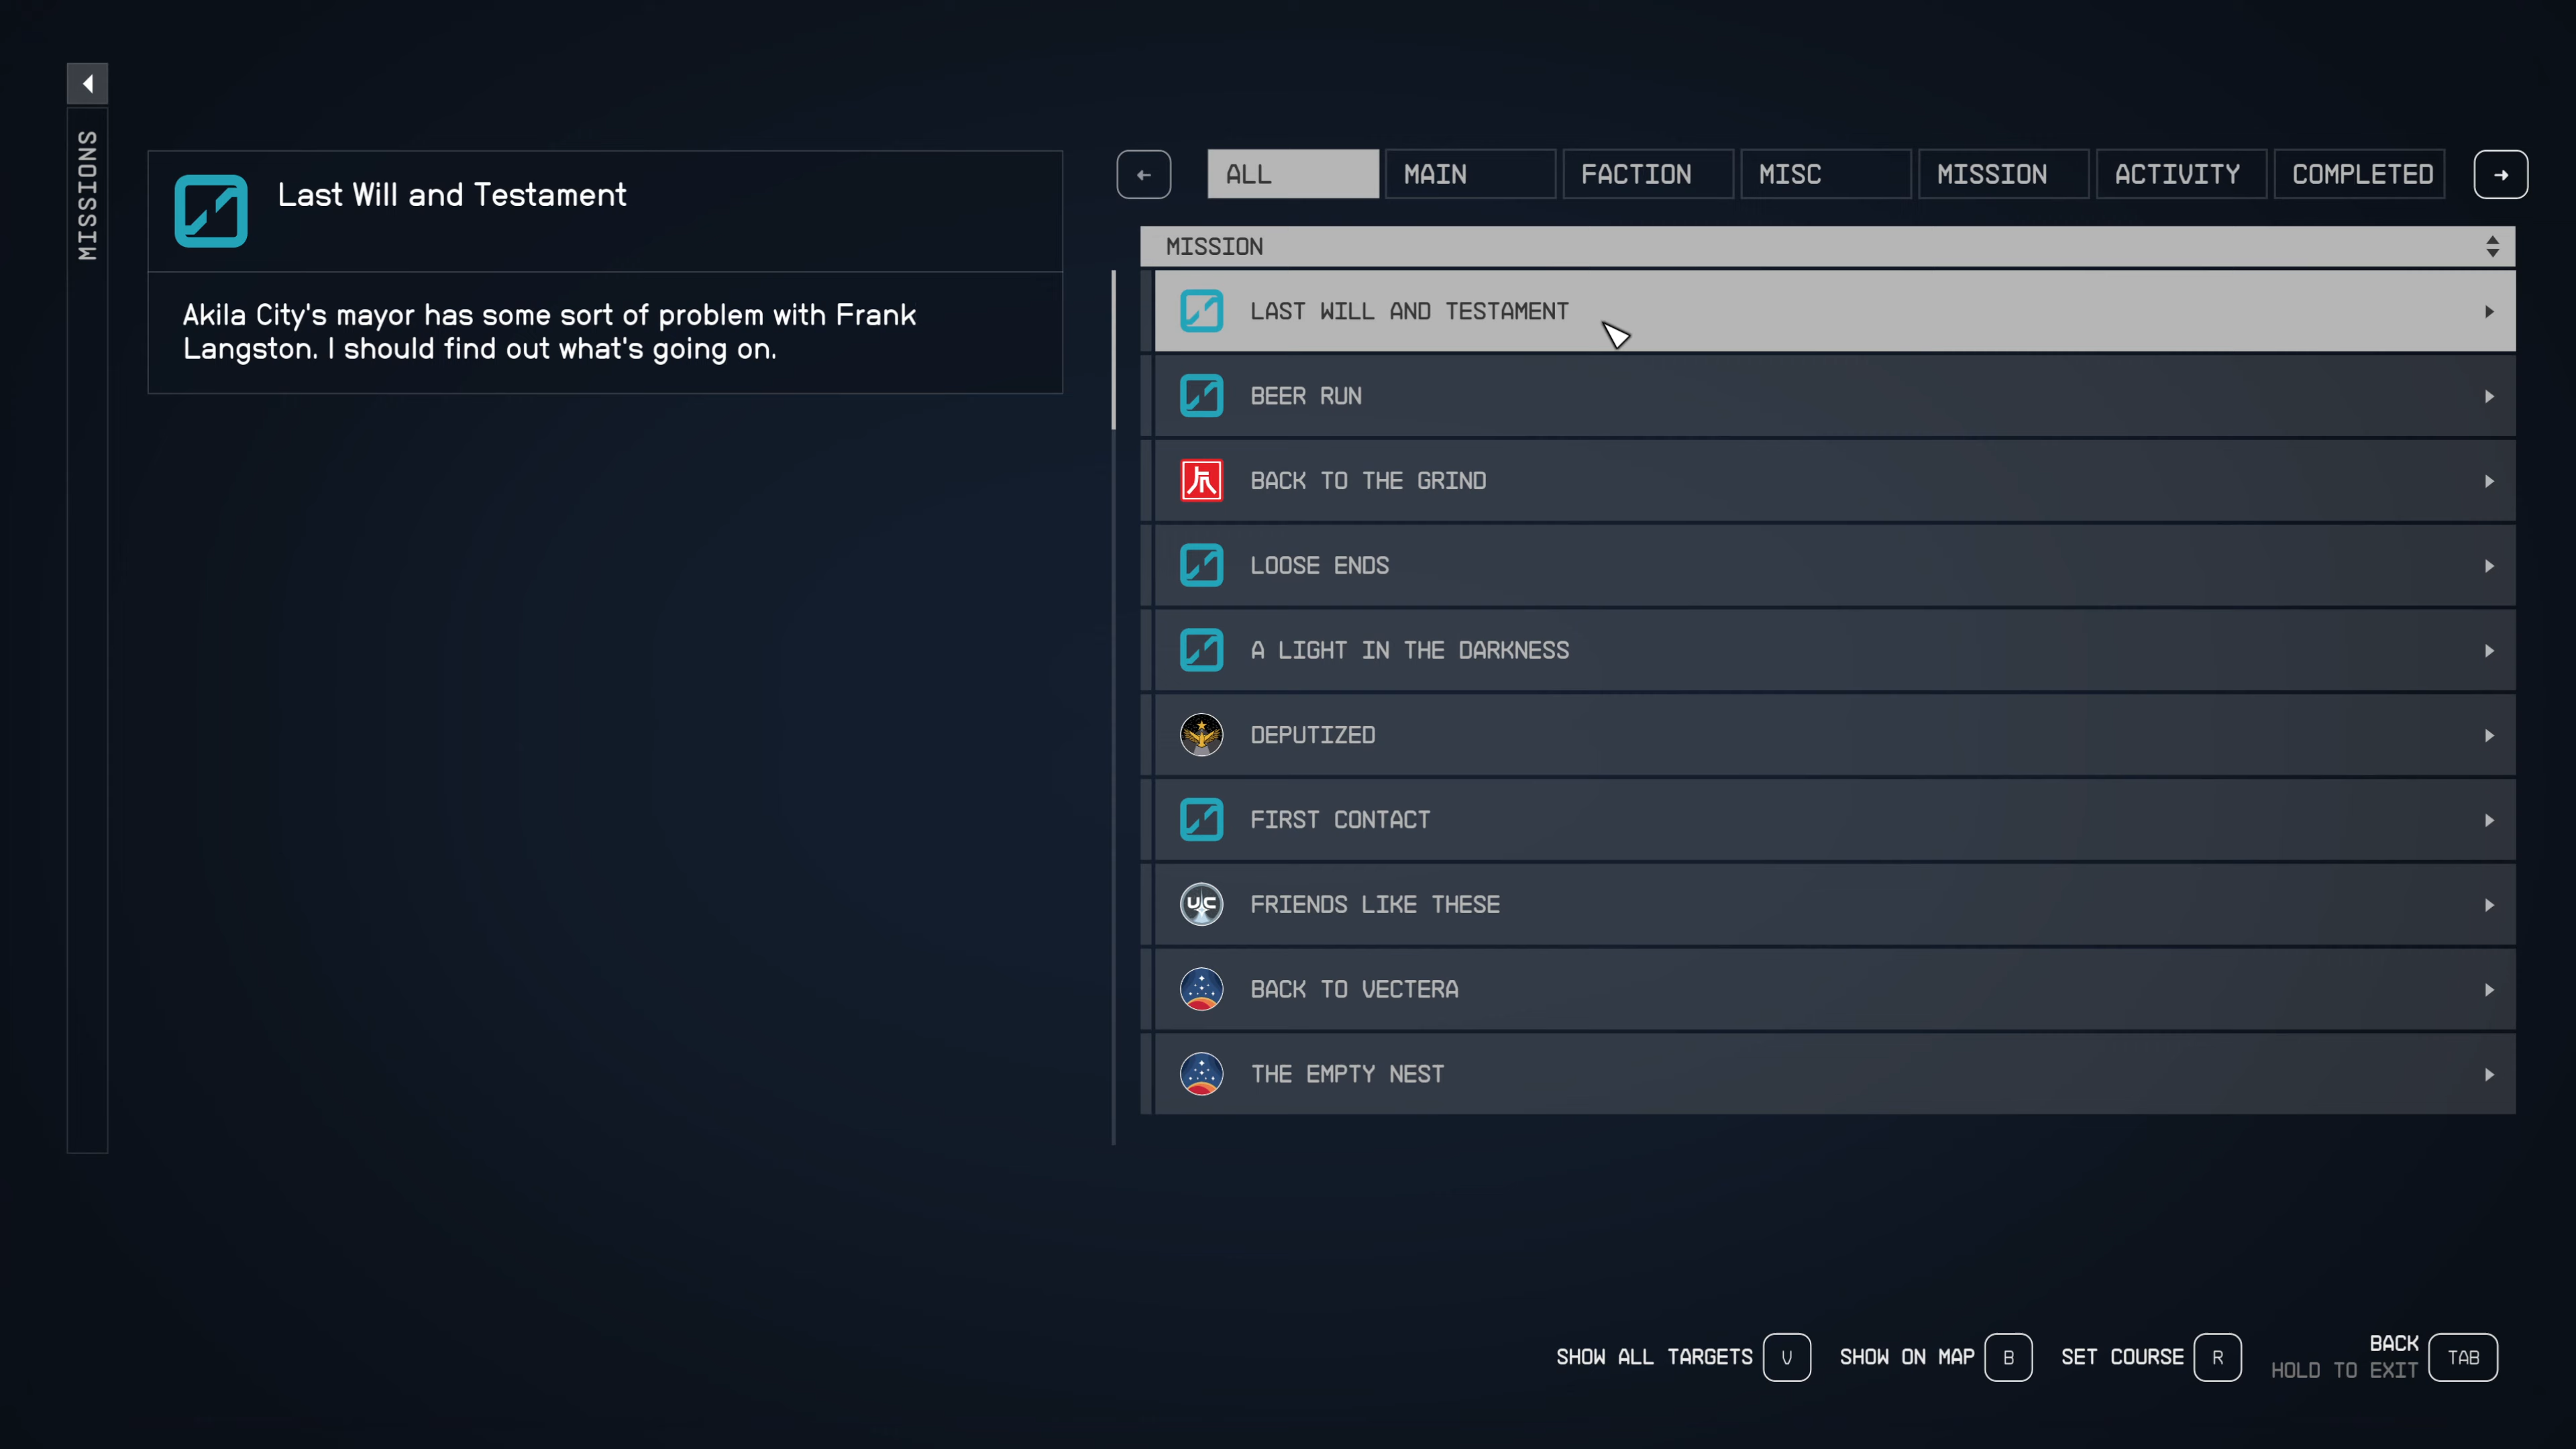 MISSIONS
Last Will and Testament
Akila City's mayor has some sort of problem with Frank
Langston. I should find out what's going on.
ALL
MAIN
FACTION
MISC
MISSION
ACTIVITY
COMPLETED
MISSION
LAST WILL AND TESTAMENT
BEER RUN
BACK TO THE GRIND
LOOSE ENDS
A LIGHT IN THE DARKNESS
DEPUTIZED
FIRST CONTACT
UC
FRIENDS LIKE THESE
BACK TO VECTERA
THE EMPTY NEST
SHOW ALL TARGETS V
SHOW ON MAP B
SET COURSE R
BACK
HOLD TO EXIT
TAB